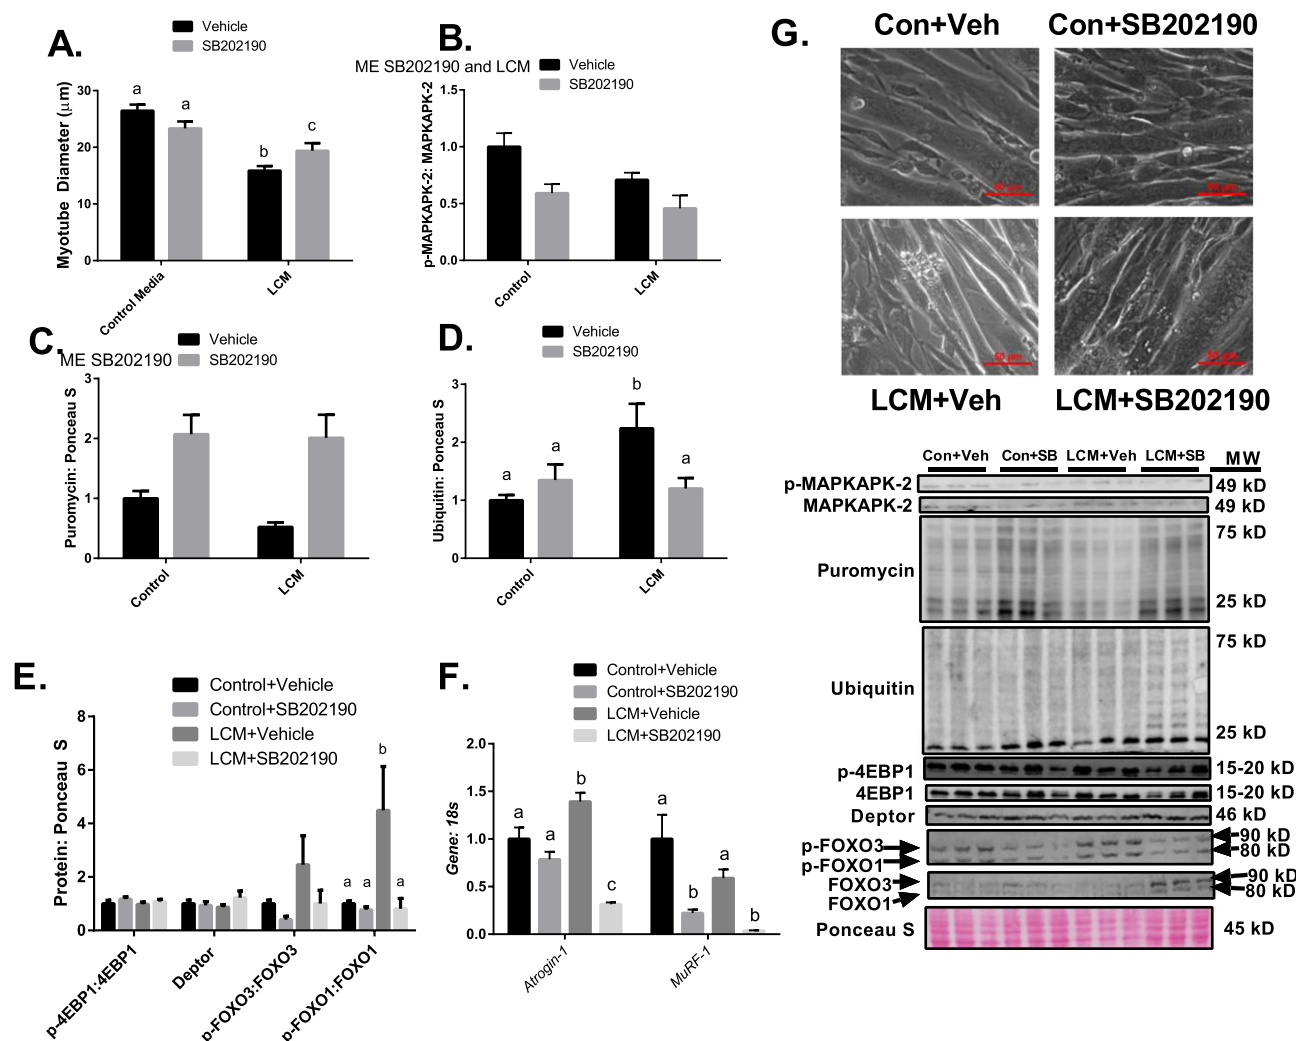 A.
Vehicle
SB202190
Myotube Diameter (μm)
30
20
10
0
a
a
b
c
Control Media
LCM
B.
ME SB202190 and LCM
Vehicle
SB202190
p-MAPKAPK-2: MAPKAPK-2
1.5
1.0
0.5
0.0
Control
LCM
C.
ME SB202190
Vehicle
SB202190
Puromycin: Ponceau S
3
2
1
0
Control
LCM
D.
Vehicle
SB202190
Ubiquitin: Ponceau S
3
2
1
0
a
a
b
a
Control
LCM
E.
Control+Vehicle
Control+SB202190
LCM+Vehicle
LCM+SB202190
Protein: Ponceau S
8
6
4
2
0
a
a
b
a
p-4EBP1:4EBP1
Deptor
p-FOXO3:FOXO3
p-FOXO1:FOXO1
F.
Control+Vehicle
Control+SB202190
LCM+Vehicle
LCM+SB202190
Gene: 18s
2.0
1.5
1.0
0.5
0.0
a
a
b
c
a
b
a
b
Atrogin-1
MuRF-1
G.
Con+Veh
Con+SB202190
50 μm
50 μm
50 μm
50 μm
LCM+Veh
LCM+SB202190
Con+Veh
Con+SB
LCM+Veh
LCM+SB
MW
p-MAPKAPK-2
49 kD
MAPKAPK-2
49 kD
Puromycin
75 kD
25 kD
Ubiquitin
75 kD
25 kD
p-4EBP1
15-20 kD
4EBP1
15-20 kD
Deptor
46 kD
p-FOXO3
p-FOXO1
90 kD
80 kD
FOXO3
FOXO1
90 kD
80 kD
Ponceau S
45 kD